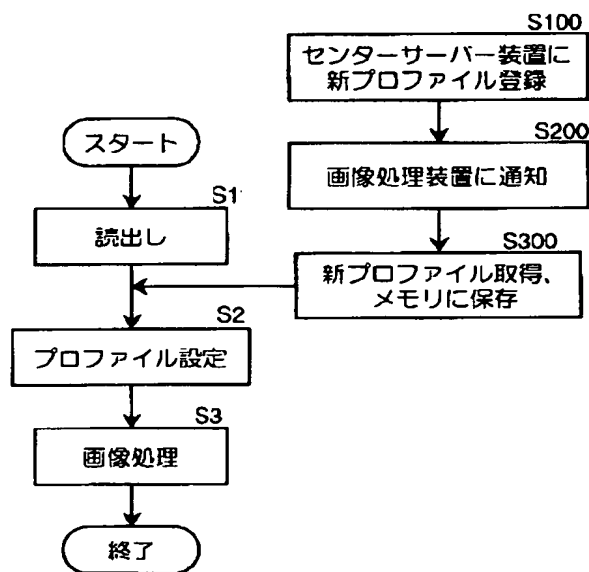 S100
センターサーバー装置に
新プロファイル登録
スタート
S200
画像処理装置に通知
S1
読出し
S300
新プロファイル取得、
メモリに保存
S2
プロファイル設定
S3
画像処理
終了